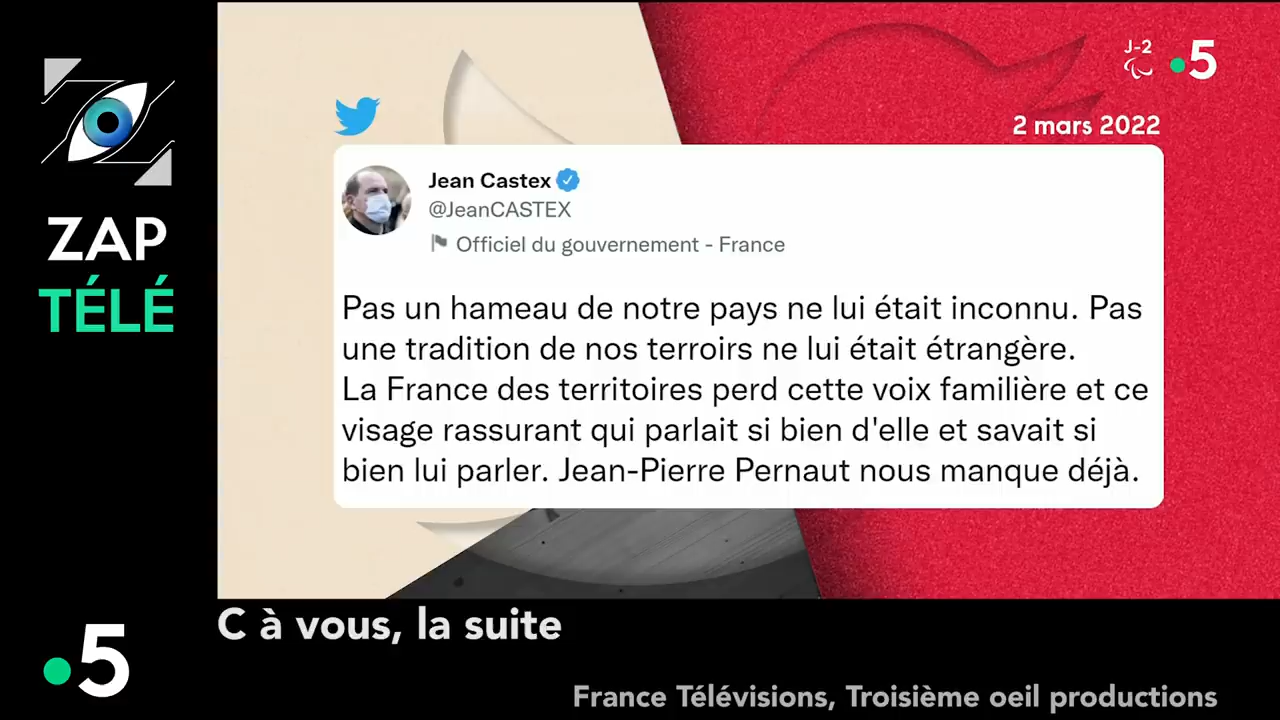 ZAP
TÉLÉ
J-2
5
2 mars 2022
Jean Castex
@JeanCASTEX
Officiel du gouvernement - France
Pas un hameau de notre pays ne lui était inconnu. Pas
une tradition de nos terroirs ne lui était étrangère.
La France des territoires perd cette voix familière et ce
visage rassurant qui parlait si bien d'elle et savait si
bien lui parler. Jean-Pierre Pernaut nous manque déjà.
C à vous, la suite
5
France Télévisions, Troisième oeil productions